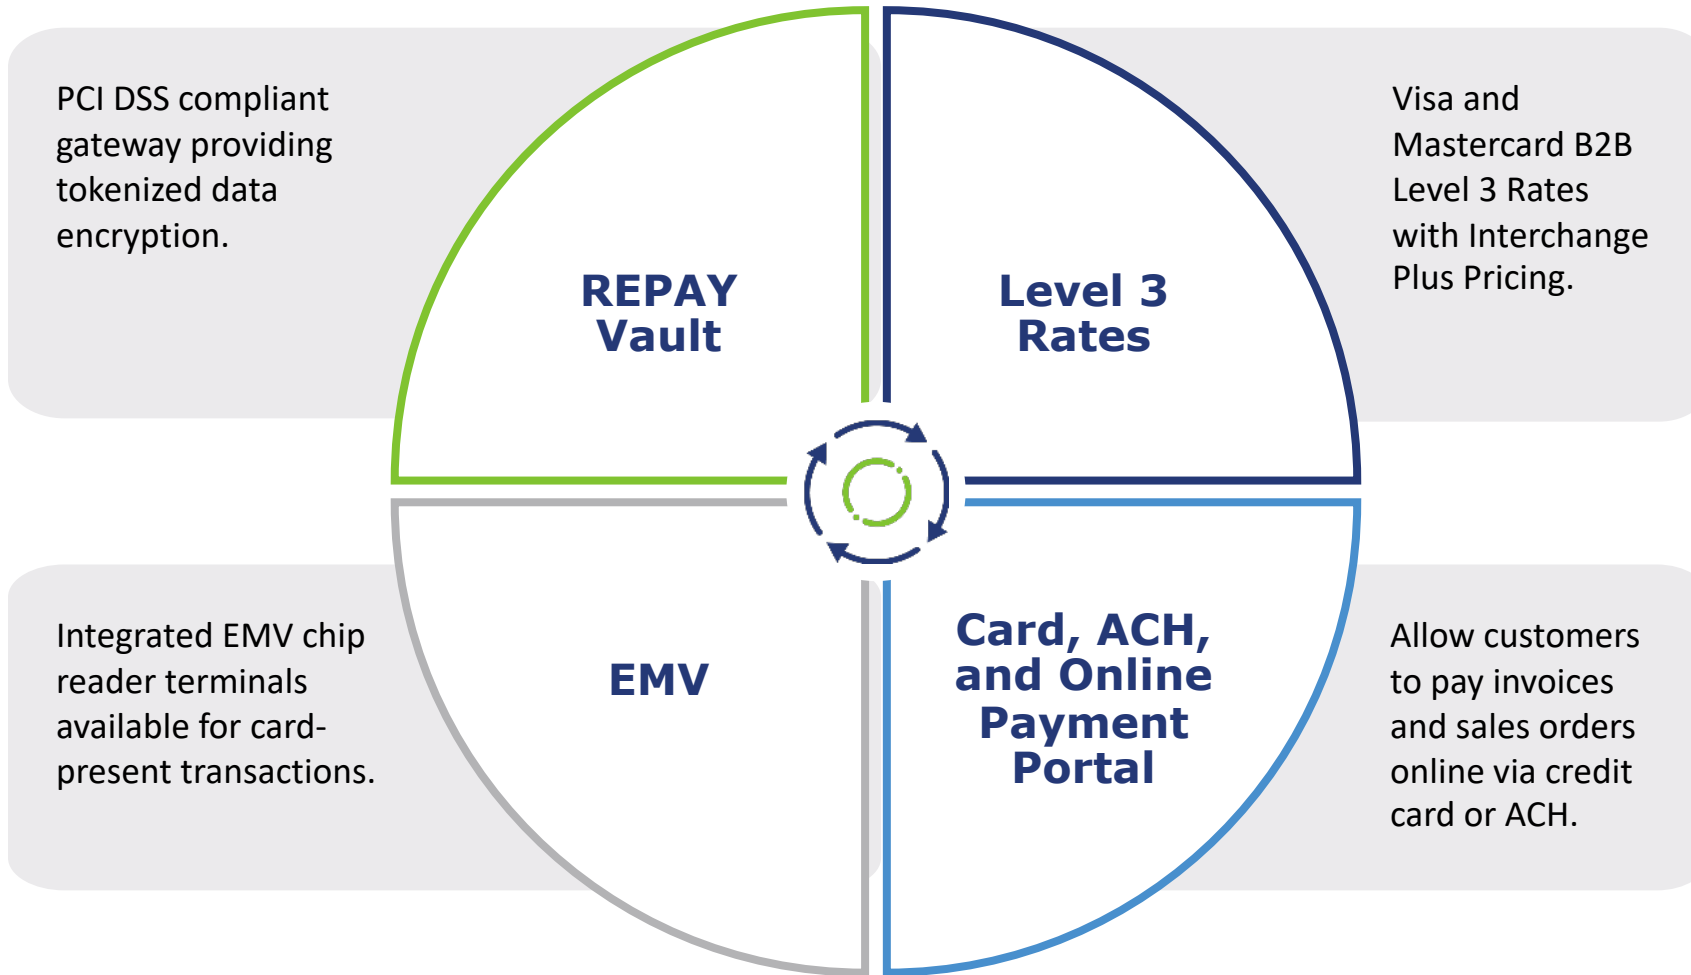 PCI DSS compliant
gateway providing
tokenized data
encryption.
REPAY
Vault
Level 3
Rates
Visa and
Mastercard B2B
Level 3 Rates
with Interchange
Plus Pricing.
Integrated EMV chip
reader terminals
available for card-
present transactions.
EMV
Card, ACH,
and Online
Payment
Portal
Allow customers
to pay invoices
and sales orders
online via credit
card or ACH.